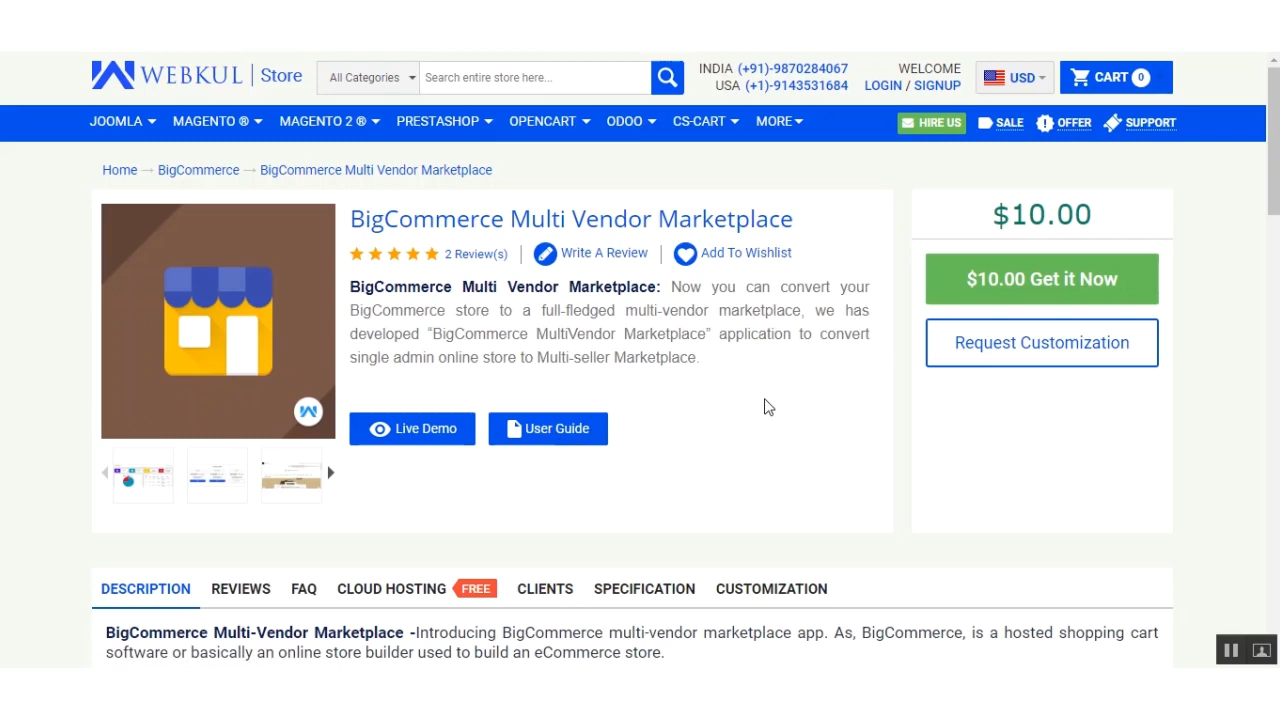 WEBKUL | Store
All Categories
Search entire store here...
INDIA (+91)-9870284067
USA (+1)-9143531684
WELCOME
LOGIN / SIGNUP
USD
CART 0
JOOMLA MAGENTO ® MAGENTO 2 ® PRESTASHOP OPENCART ODOO CS-CART MORE HIRE US SALE OFFER SUPPORT
Home → BigCommerce → BigCommerce Multi Vendor Marketplace
BigCommerce Multi Vendor Marketplace
2 Review(s) | Write A Review | Add To Wishlist
BigCommerce Multi Vendor Marketplace: Now you can convert your
BigCommerce store to a full-fledged multi-vendor marketplace, we has
developed “BigCommerce MultiVendor Marketplace” application to convert
single admin online store to Multi-seller Marketplace.
Live Demo User Guide
$10.00
$10.00 Get it Now
Request Customization
DESCRIPTION REVIEWS FAQ CLOUD HOSTING FREE CLIENTS SPECIFICATION CUSTOMIZATION
BigCommerce Multi-Vendor Marketplace -Introducing BigCommerce multi-vendor marketplace app. As, BigCommerce, is a hosted shopping cart
software or basically an online store builder used to build an eCommerce store.